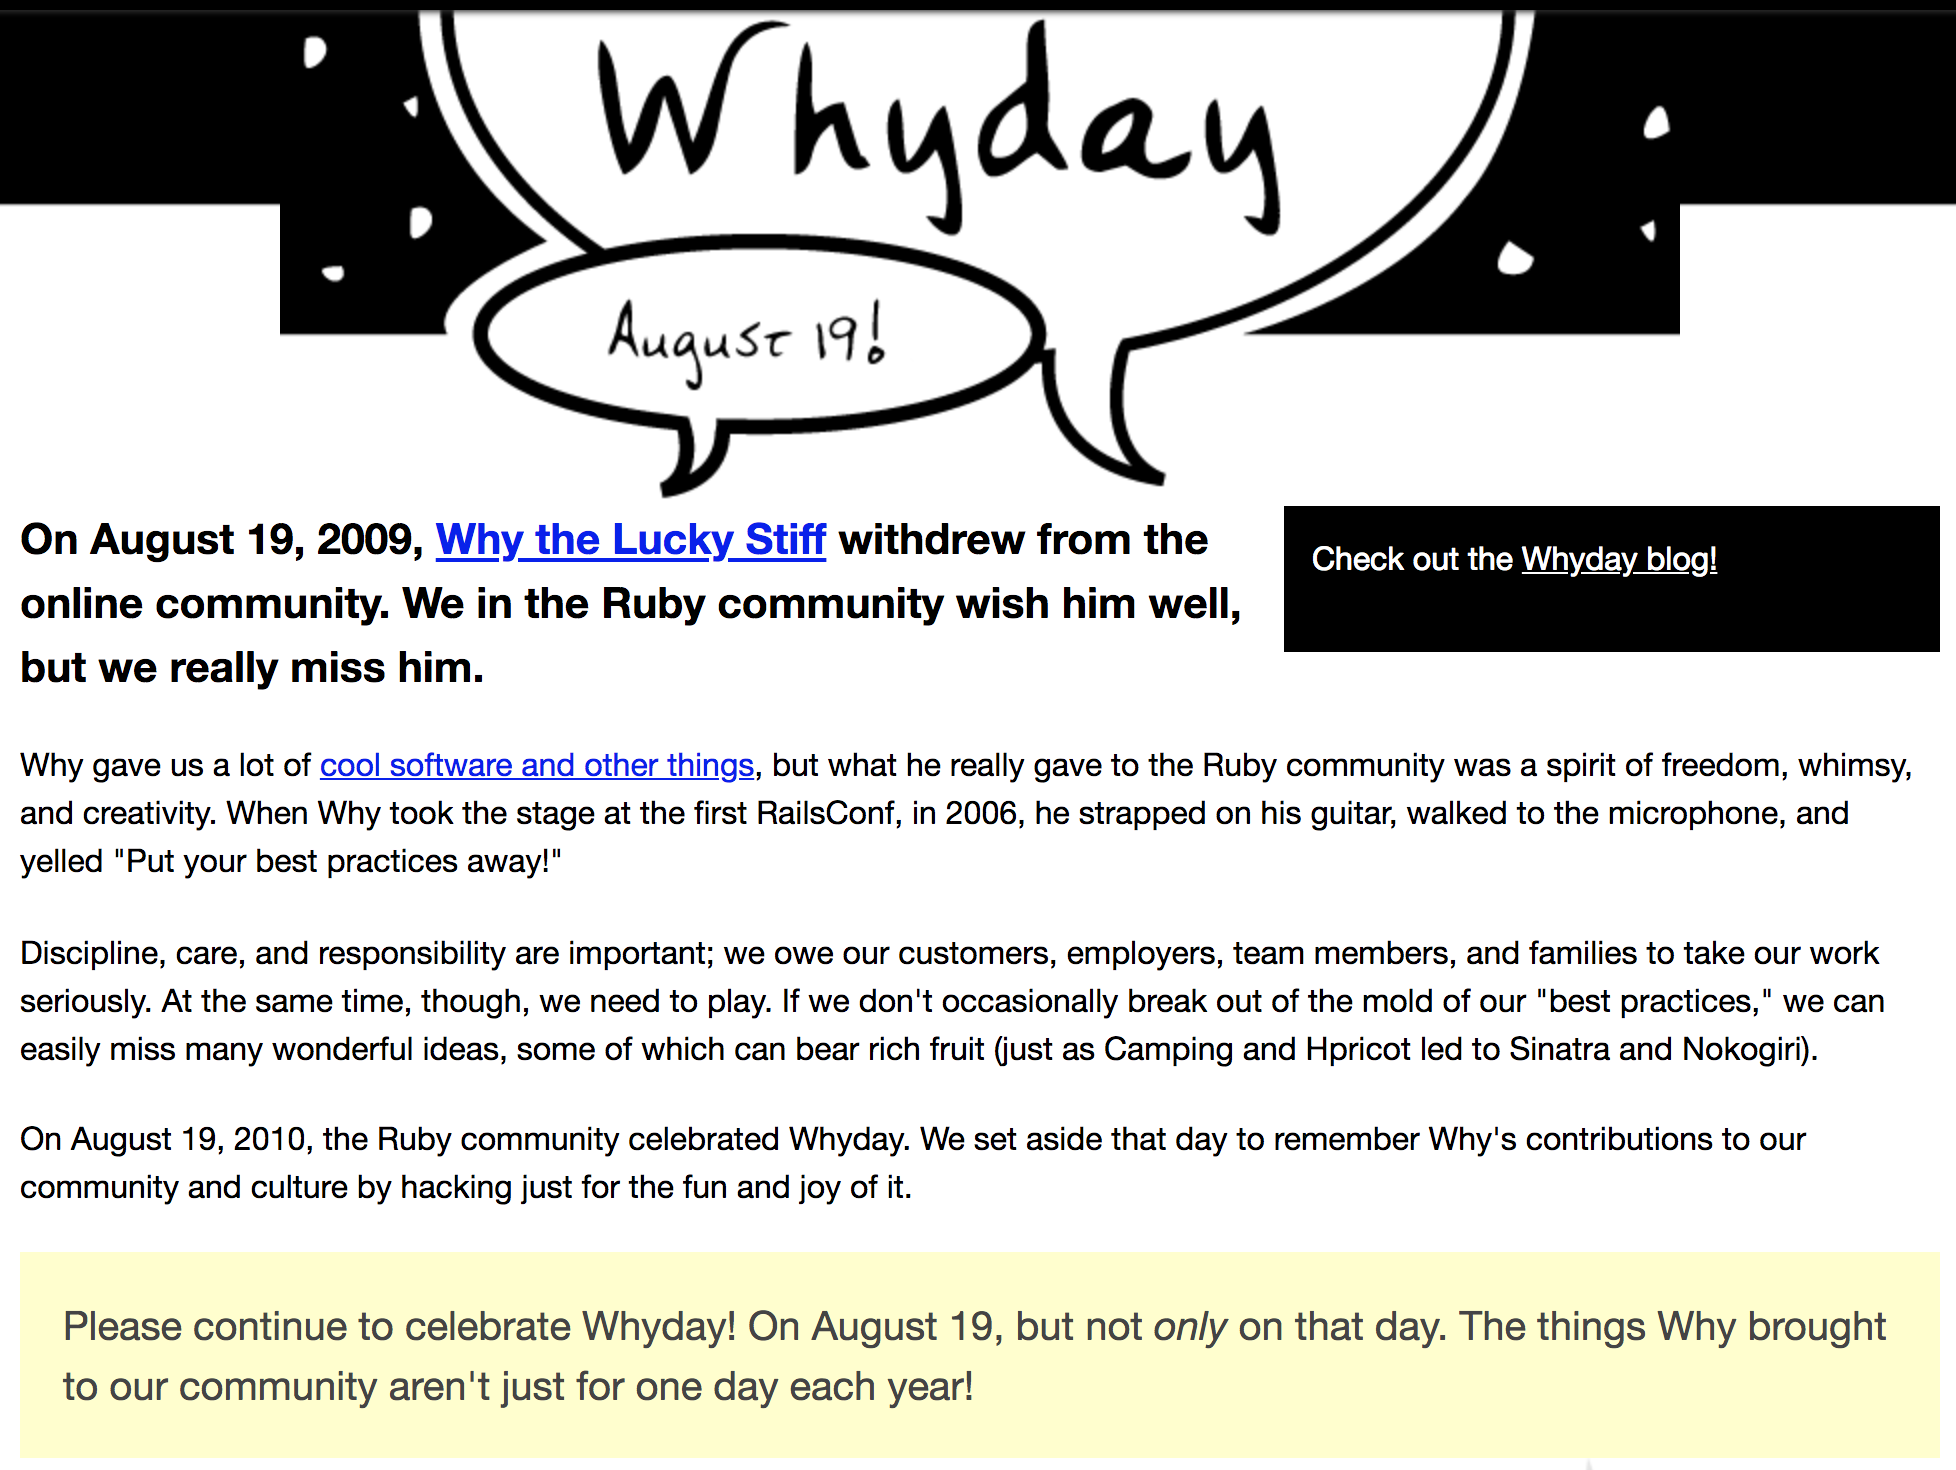 Whyday
August 19!
On August 19, 2009, Why the Lucky Stiff withdrew from the
online community. We in the Ruby community wish him well,
but we really miss him.
Check out the Whyday blog!
Why gave us a lot of cool software and other things, but what he really gave to the Ruby community was a spirit of freedom, whimsy,
and creativity. When Why took the stage at the first RailsConf, in 2006, he strapped on his guitar, walked to the microphone, and
yelled "Put your best practices away!"
Discipline, care, and responsibility are important; we owe our customers, employers, team members, and families to take our work
seriously. At the same time, though, we need to play. If we don't occasionally break out of the mold of our "best practices," we can
easily miss many wonderful ideas, some of which can bear rich fruit (just as Camping and Hpricot led to Sinatra and Nokogiri).
On August 19, 2010, the Ruby community celebrated Whyday. We set aside that day to remember Why's contributions to our
community and culture by hacking just for the fun and joy of it.
Please continue to celebrate Whyday! On August 19, but not only on that day. The things Why brought
to our community aren't just for one day each year!